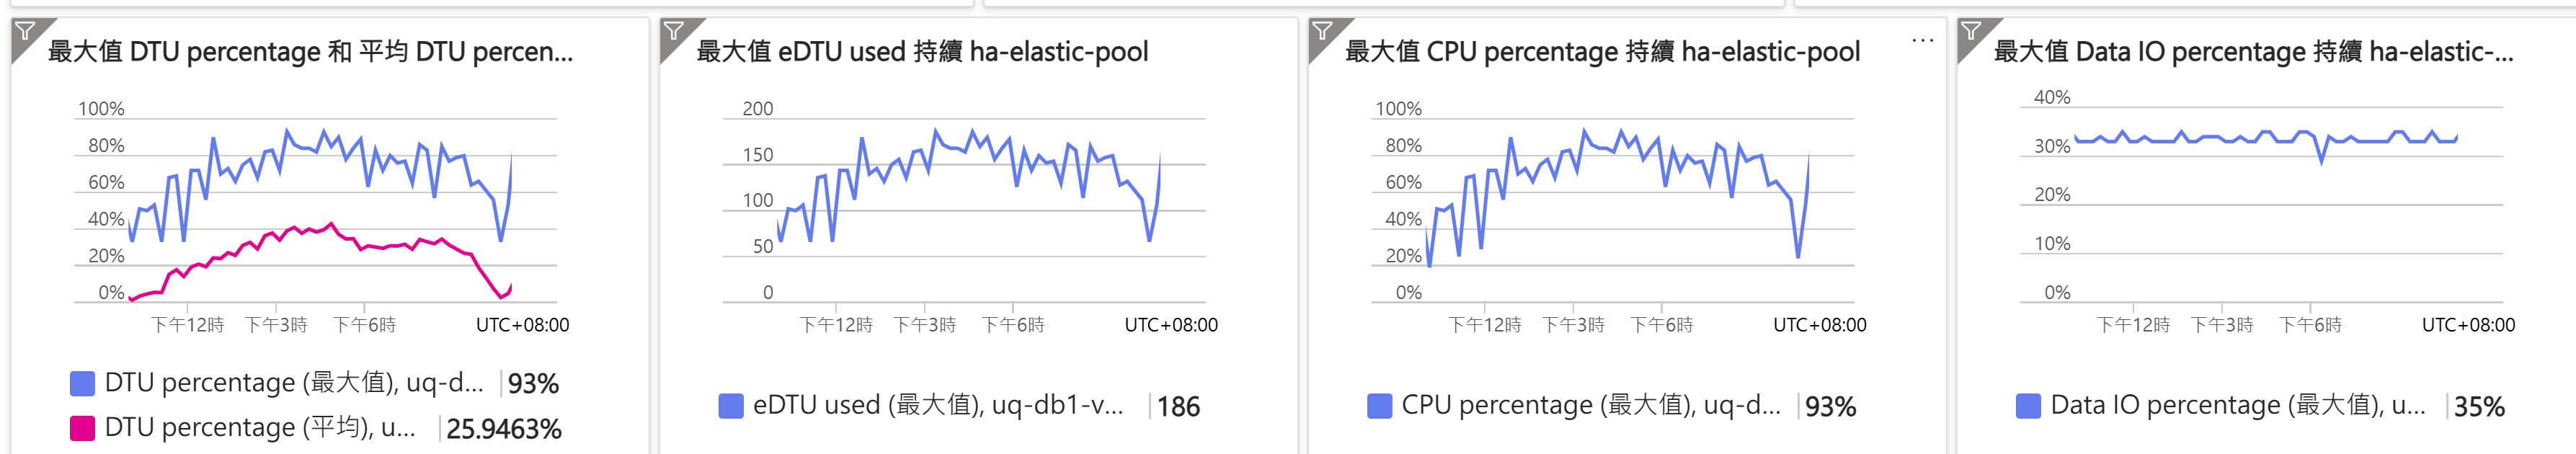 最大值 DTU percentage 和 平均 DTU percen...
100%
80%
60%
40%
20%
0%
下午12時
下午3時
下午6時
UTC+08:00
DTU percentage (最大值), uq-d...
93%
DTU percentage (平均), u...
25.9463%
最大值 eDTU used 持續 ha-elastic-pool
200
150
100
50
0
下午12時
下午3時
下午6時
UTC+08:00
eDTU used (最大值), uq-db1-v...
186
最大值 CPU percentage 持續 ha-elastic-pool
...
100%
80%
60%
40%
20%
0%
下午12時
下午3時
下午6時
UTC+08:00
CPU percentage (最大值), uq-d...
93%
最大值 Data IO percentage 持續 ha-elastic-...
40%
30%
20%
10%
0%
下午12時
下午3時
下午6時
UTC+08:00
Data IO percentage (最大值), u...
35%